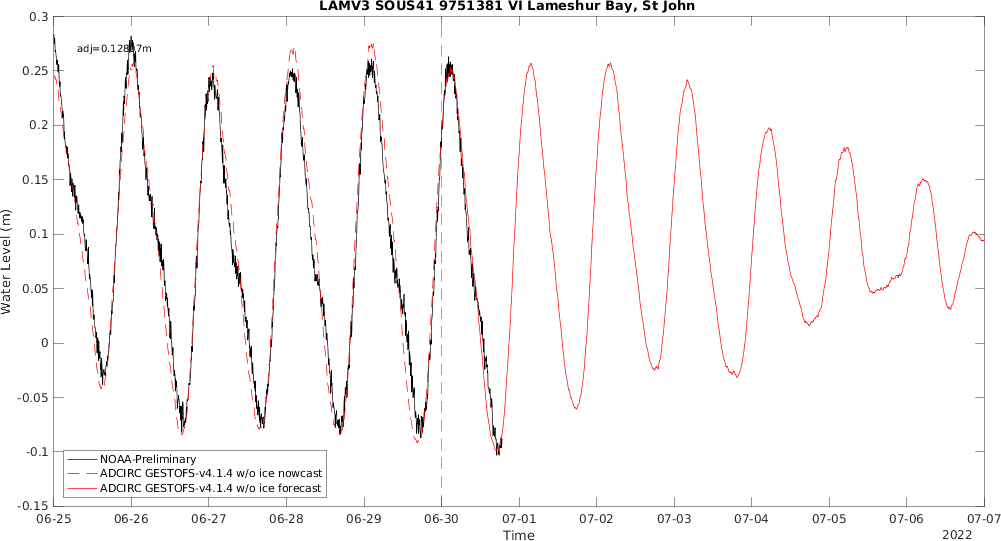 LAMV3 SOUS41 9751381 VI Lameshur Bay, St John
0.3
0.25
0.2
0.15
0.1
0.05
0
-0.05
-0.1
-0.15
Water Level (m)
NOAA-Preliminary
ADCIRC GESTOFS-v4.1.4 w/o ice nowcast
ADCIRC GESTOFS-v4.1.4 w/o ice forecast
06-25 06-26 06-27 06-28 06-29 06-30 07-01 07-02 07-03 07-04 07-05 07-06 07-07
Time
2022